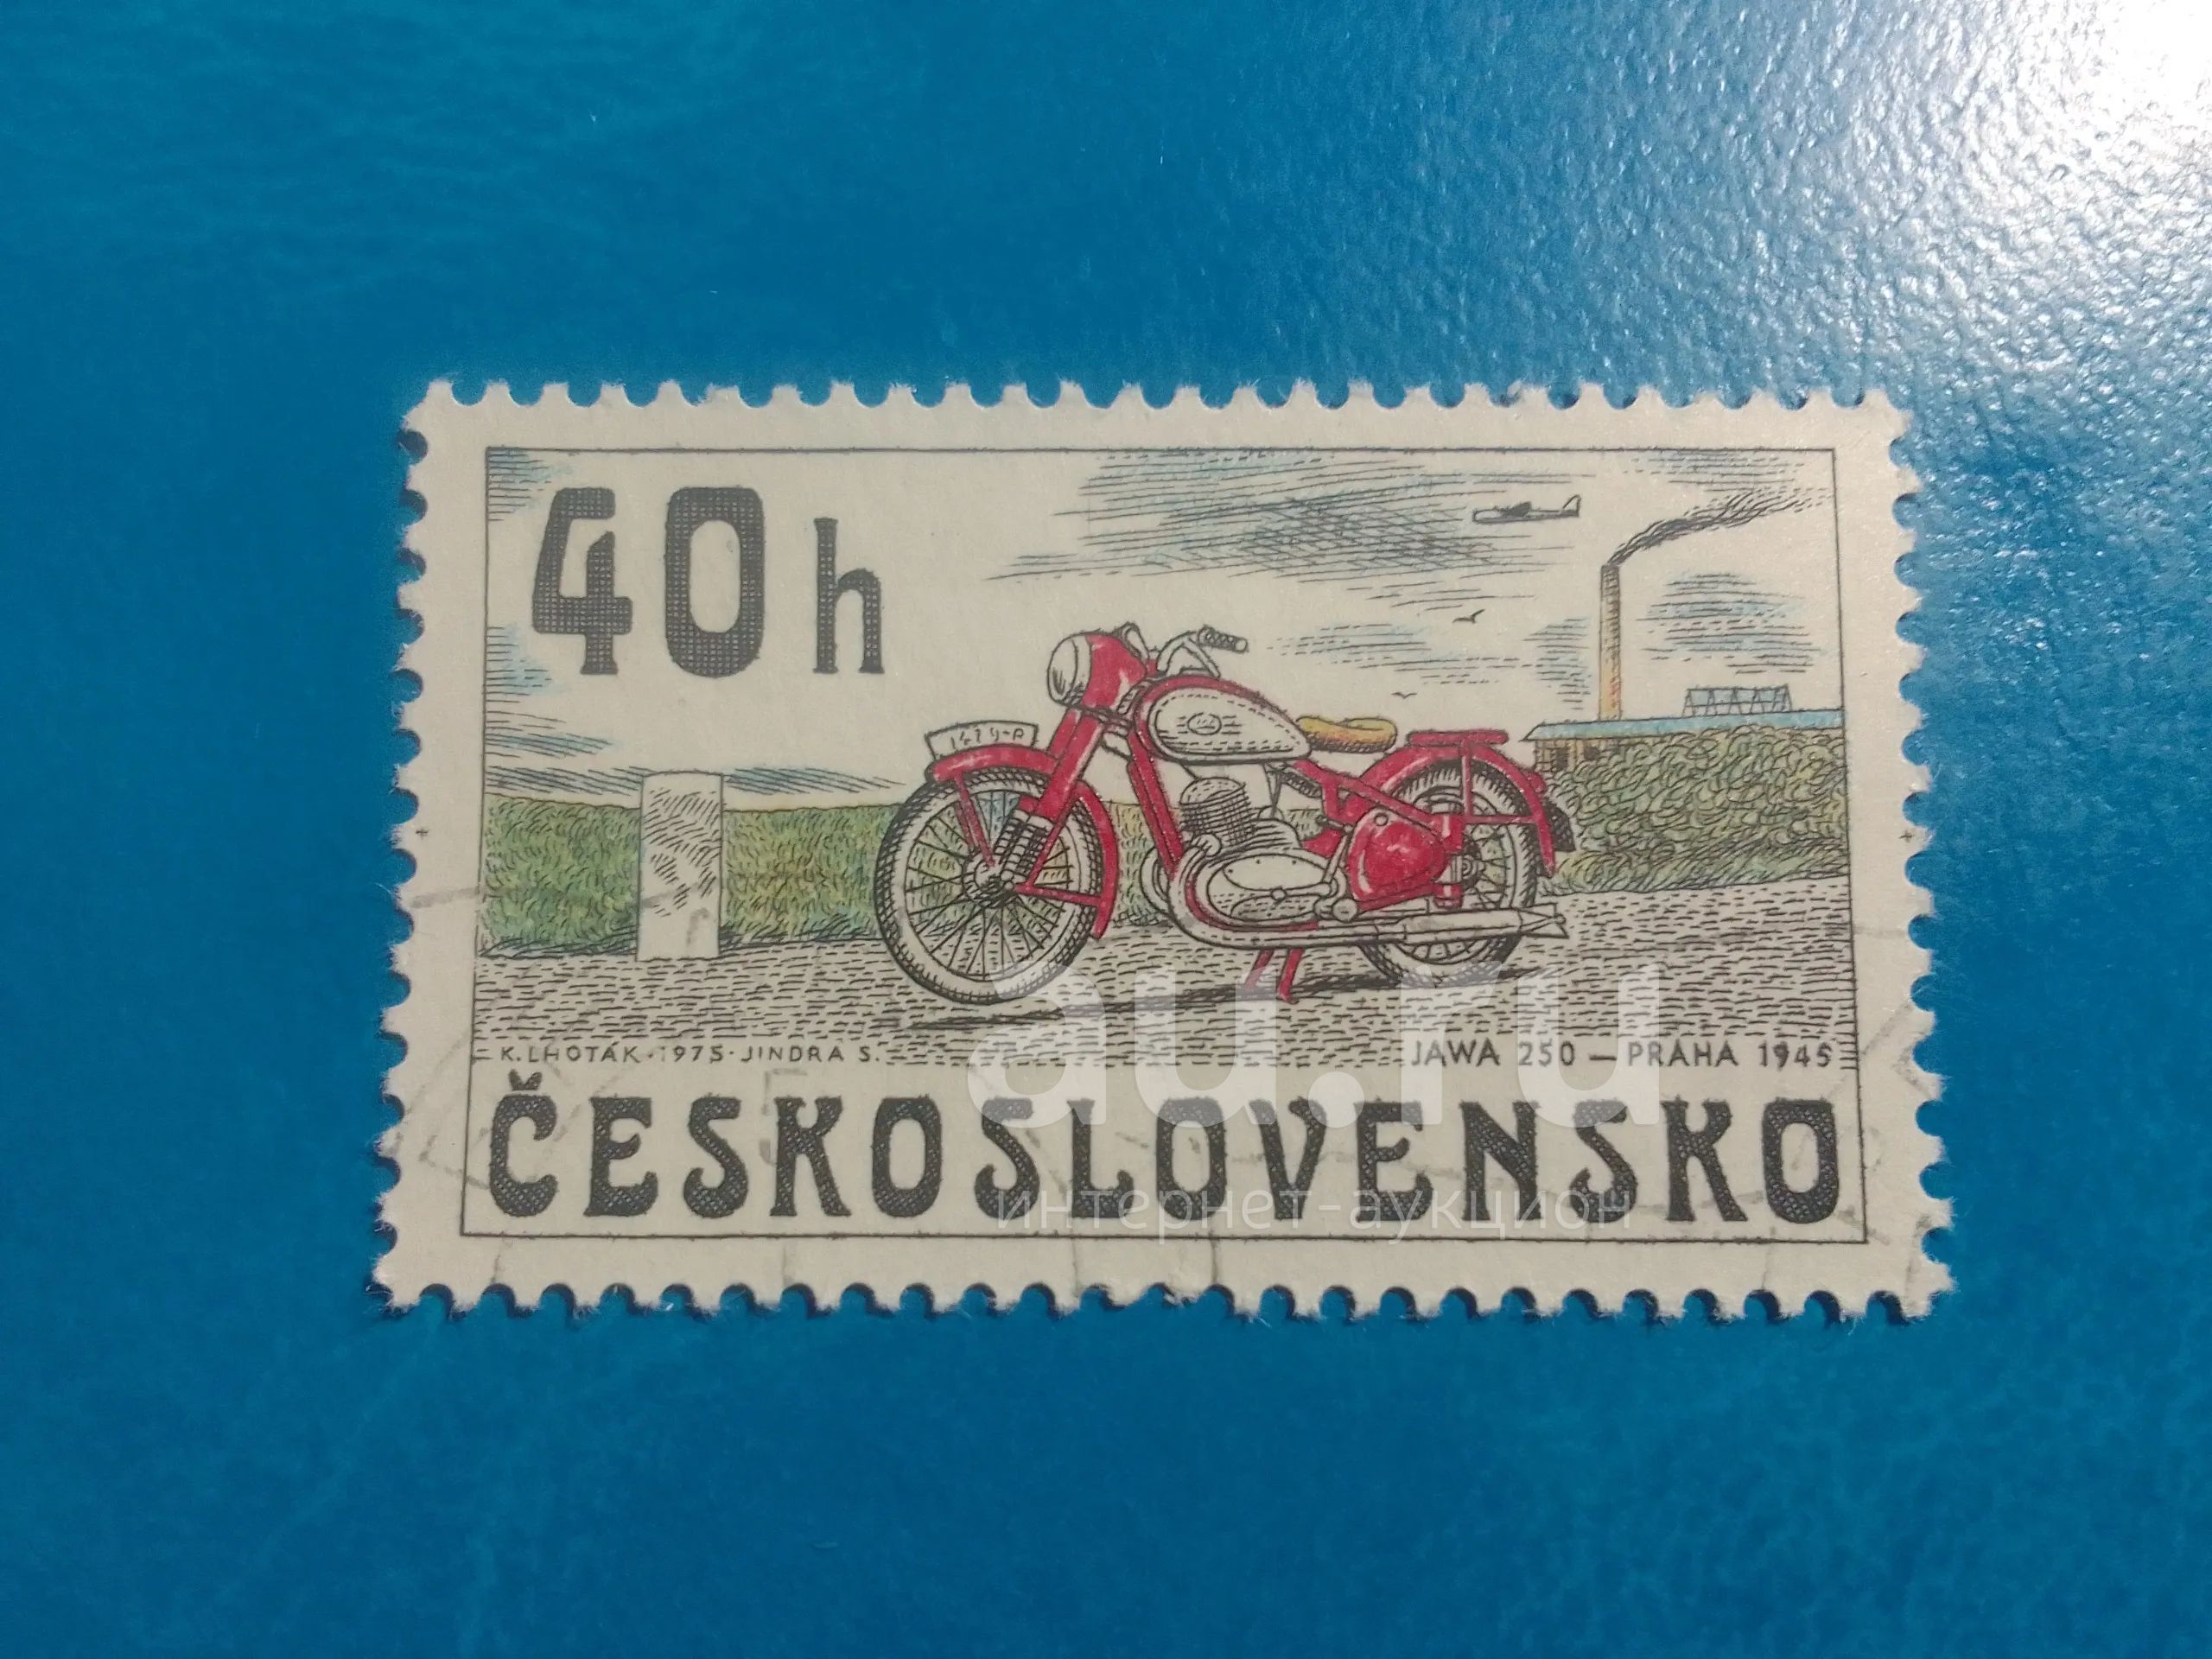 40h
K. LHOTÁK · 1975 · JINDRA S.
JAWA 250 — PRAHA 1945
ČESKOSLOVENSKO
au.ru
интернет-аукцион